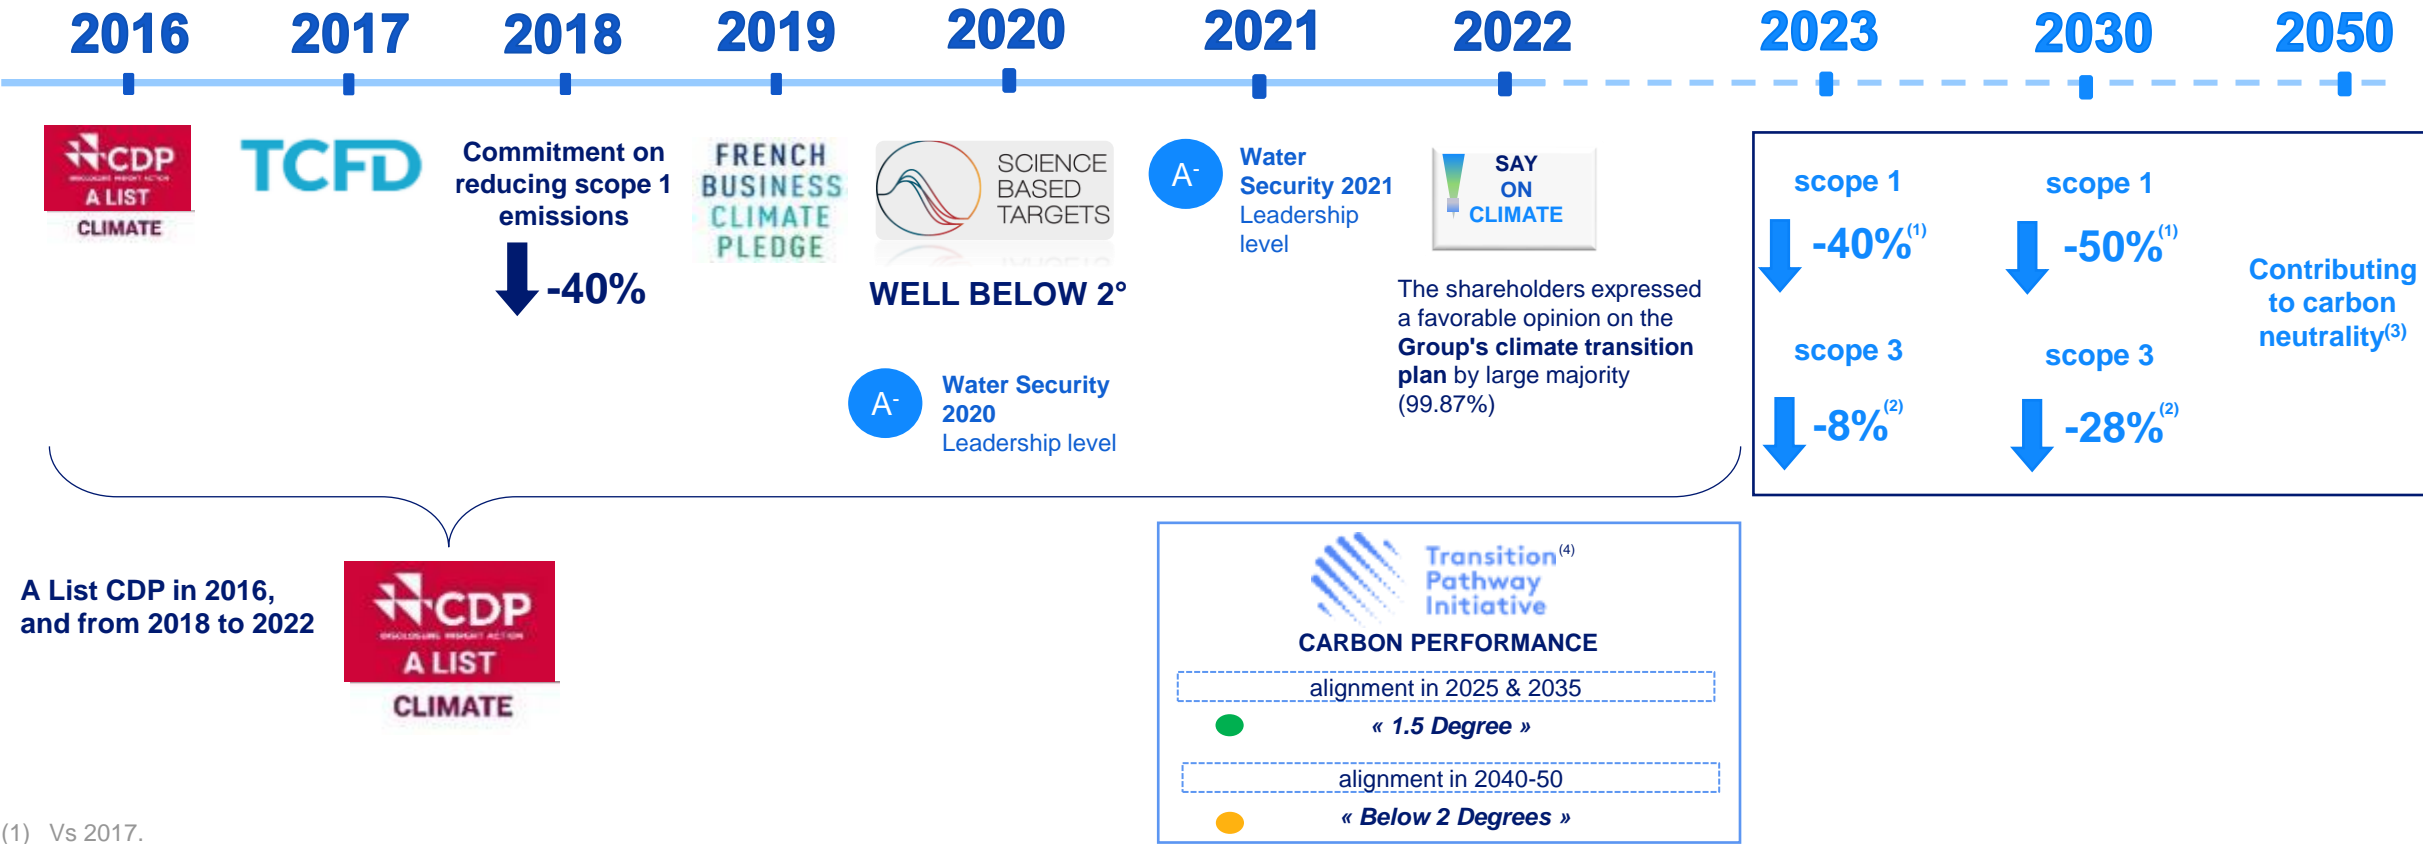 2016 2017 2018 2019 2020 2021 2022 2023 2030 2050
CDP
DISCLOSURE INSIGHT ACTION
A LIST
CLIMATE
TCFD
Commitment on
reducing scope 1
emissions
-40%
FRENCH
BUSINESS
CLIMATE
PLEDGE
SCIENCE
BASED
TARGETS
WELL BELOW 2°
A-
Water Security
2020
Leadership level
A-
Water
Security 2021
Leadership
level
SAY
ON
CLIMATE
The shareholders expressed
a favorable opinion on the
Group's climate transition
plan by large majority
(99.87%)
scope 1
-40%(1)
scope 3
-8%(2)
scope 1
-50%(1)
scope 3
-28%(2)
Contributing
to carbon
neutrality(3)
A List CDP in 2016,
and from 2018 to 2022
CDP
DISCLOSURE INSIGHT ACTION
A LIST
CLIMATE
Transition(4)
Pathway
Initiative
CARBON PERFORMANCE
alignment in 2025 & 2035
« 1.5 Degree »
alignment in 2040-50
« Below 2 Degrees »
(1) Vs 2017.